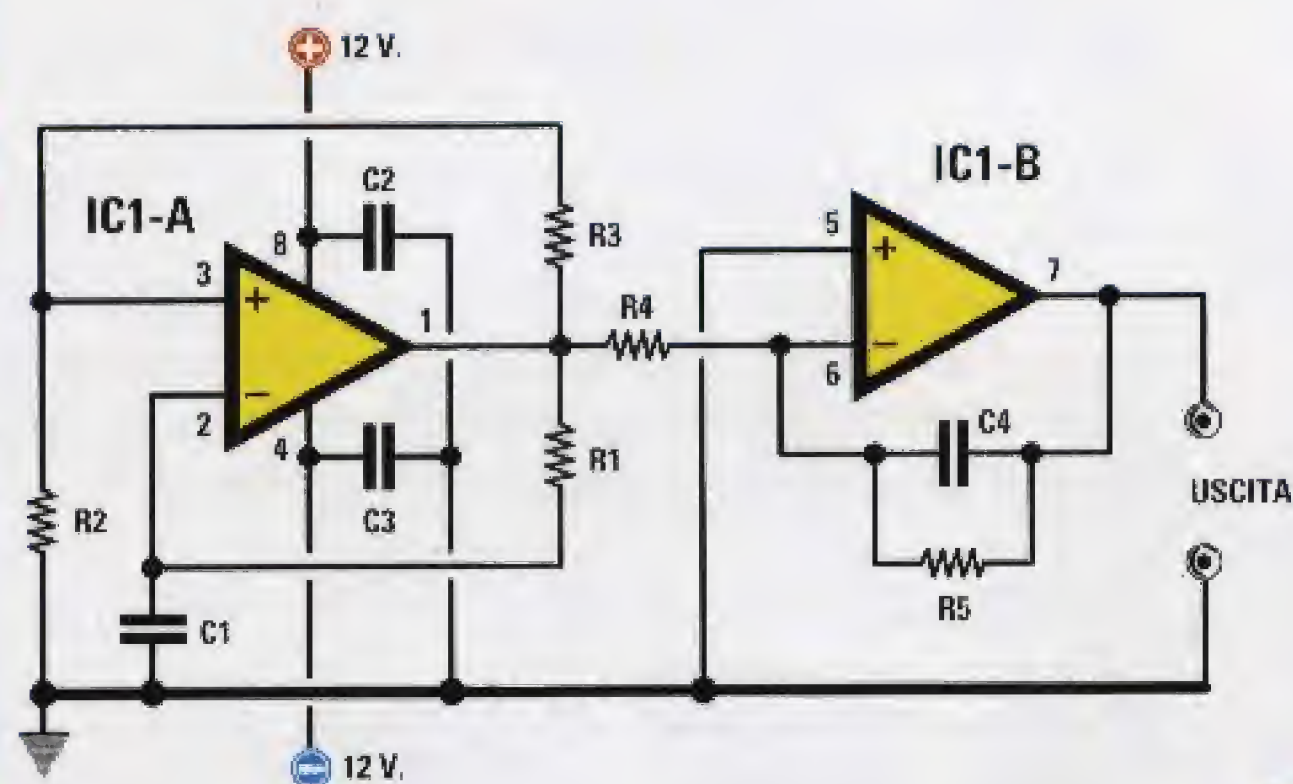 12 V.
IC1-A
IC1-B
C2
8
3
+
R3
5
+
7
1
R4
−
2
−
6
4
C4
R1
USCITA
R2
C3
R5
C1
12 V.